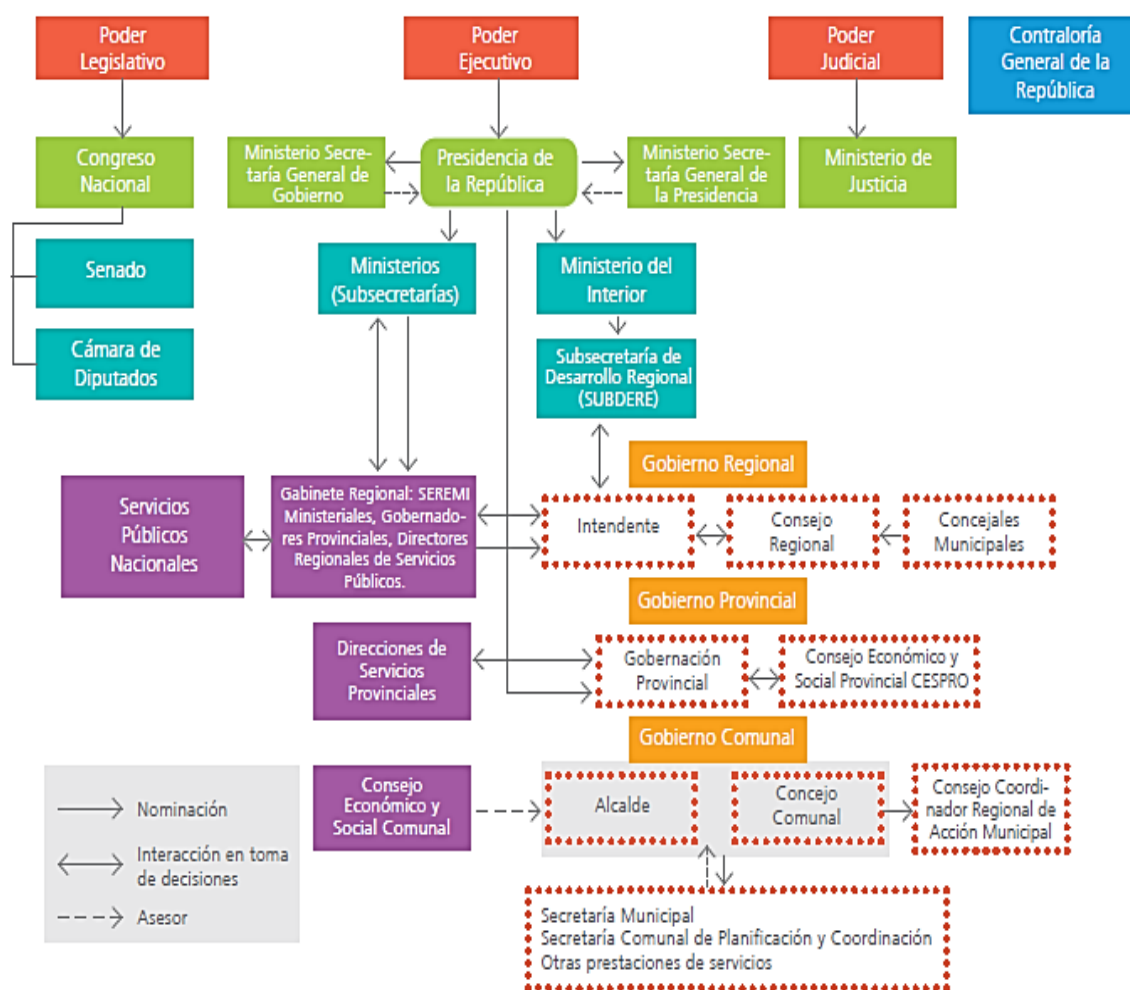 Poder
Legislativo
Poder
Ejecutivo
Poder
Judicial
Contraloría
General de la
República
Congreso
Nacional
Ministerio Secre-
taría General de
Gobierno
Presidencia de
la República
Ministerio Secre-
taría General de
la Presidencia
Ministerio de
Justicia
Senado
Ministerios
(Subsecretarías)
Ministerio del
Interior
Cámara de
Diputados
Subsecretaría de
Desarrollo Regional
(SUBDERE)
Gobierno Regional
Servicios
Públicos
Nacionales
Gabinete Regional: SEREMI
Ministeriales, Gobernado-
res Provinciales, Directores
Regionales de Servicios
Públicos.
Intendente
Consejo
Regional
Concejales
Municipales
Gobierno Provincial
Direcciones de
Servicios
Provinciales
Gobernación
Provincial
Consejo Económico y
Social Provincial CESPRO
Gobierno Comunal
Consejo
Económico y
Social Comunal
Alcalde
Concejo
Comunal
Consejo Coordi-
nador Regional de
Acción Municipal
Nominación
Interacción en toma
de decisiones
Asesor
Secretaría Municipal
Secretaría Comunal de Planificación y Coordinación
Otras prestaciones de servicios